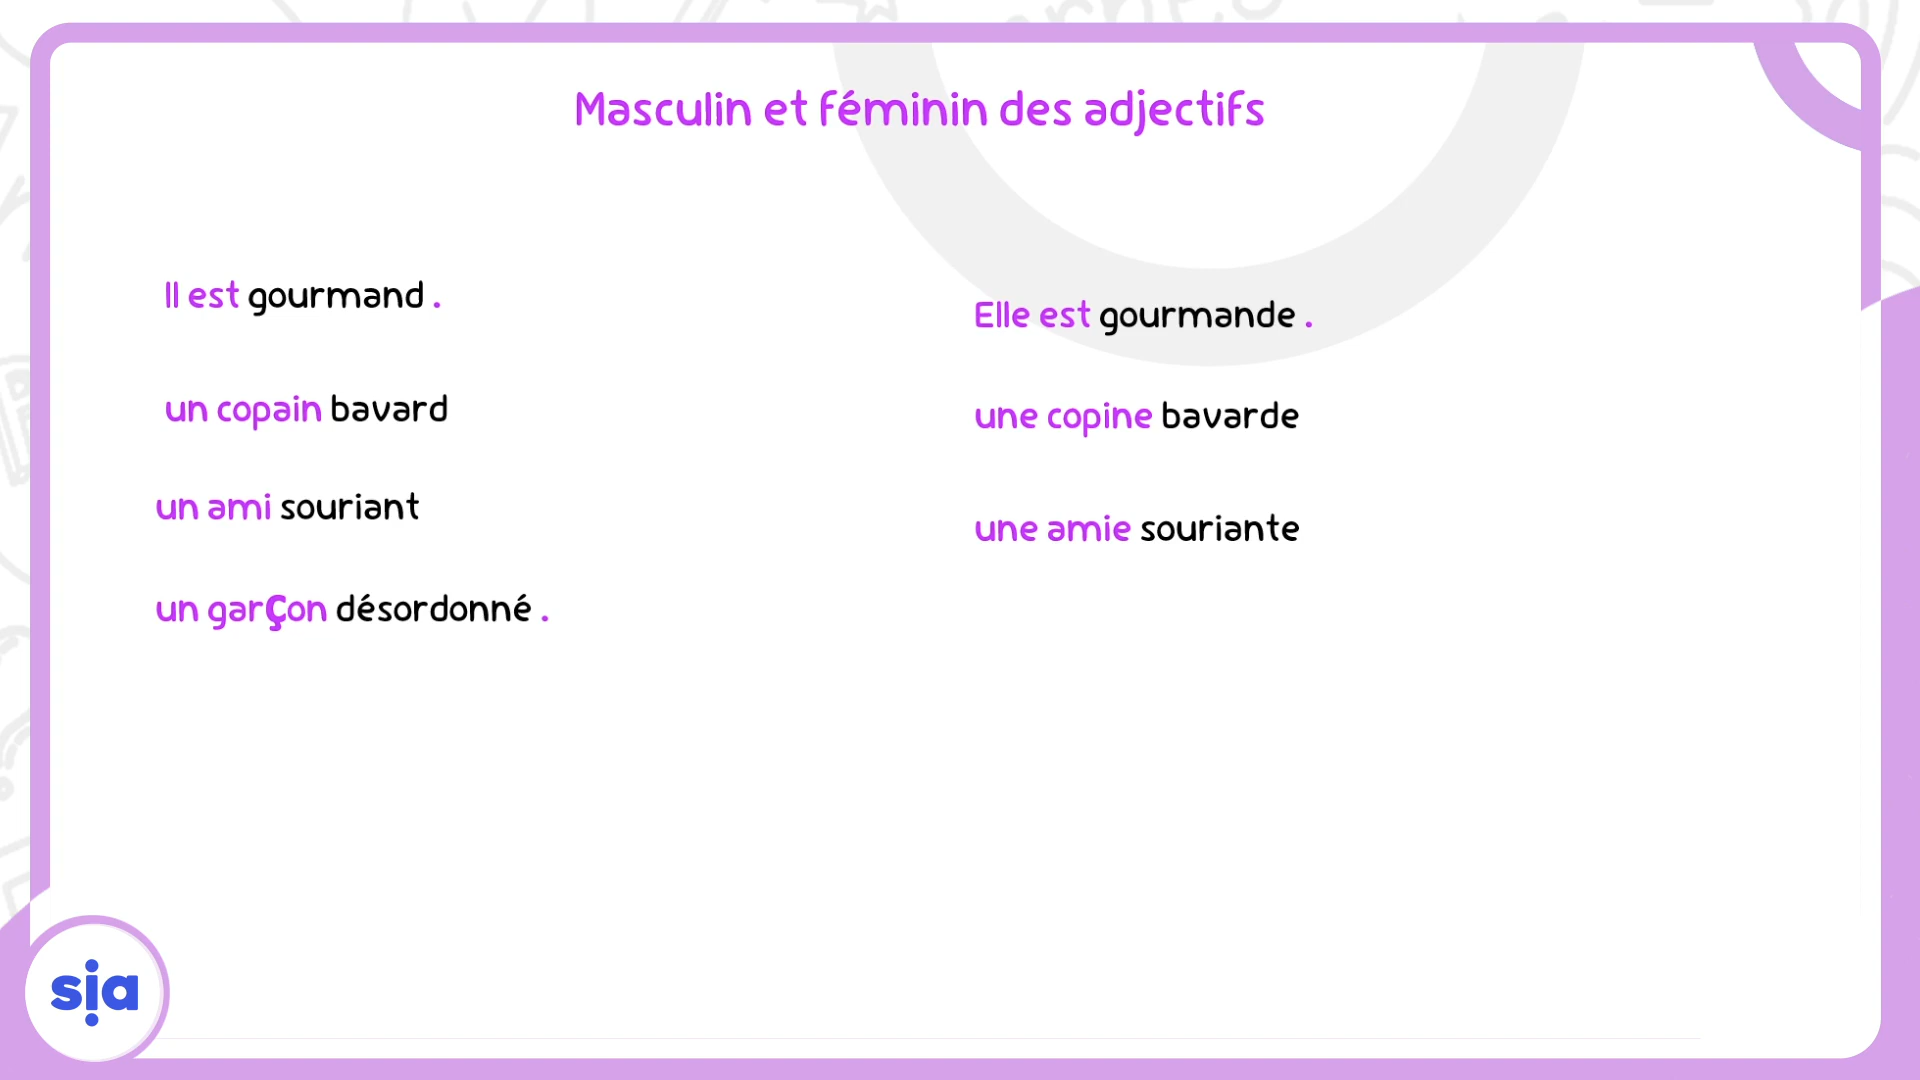 Masculin et féminin des adjectifs
Il est gourmand .
Elle est gourmande .
un copain bavard
une copine bavarde
un ami souriant
une amie souriante
un garçon désordonné .
sia